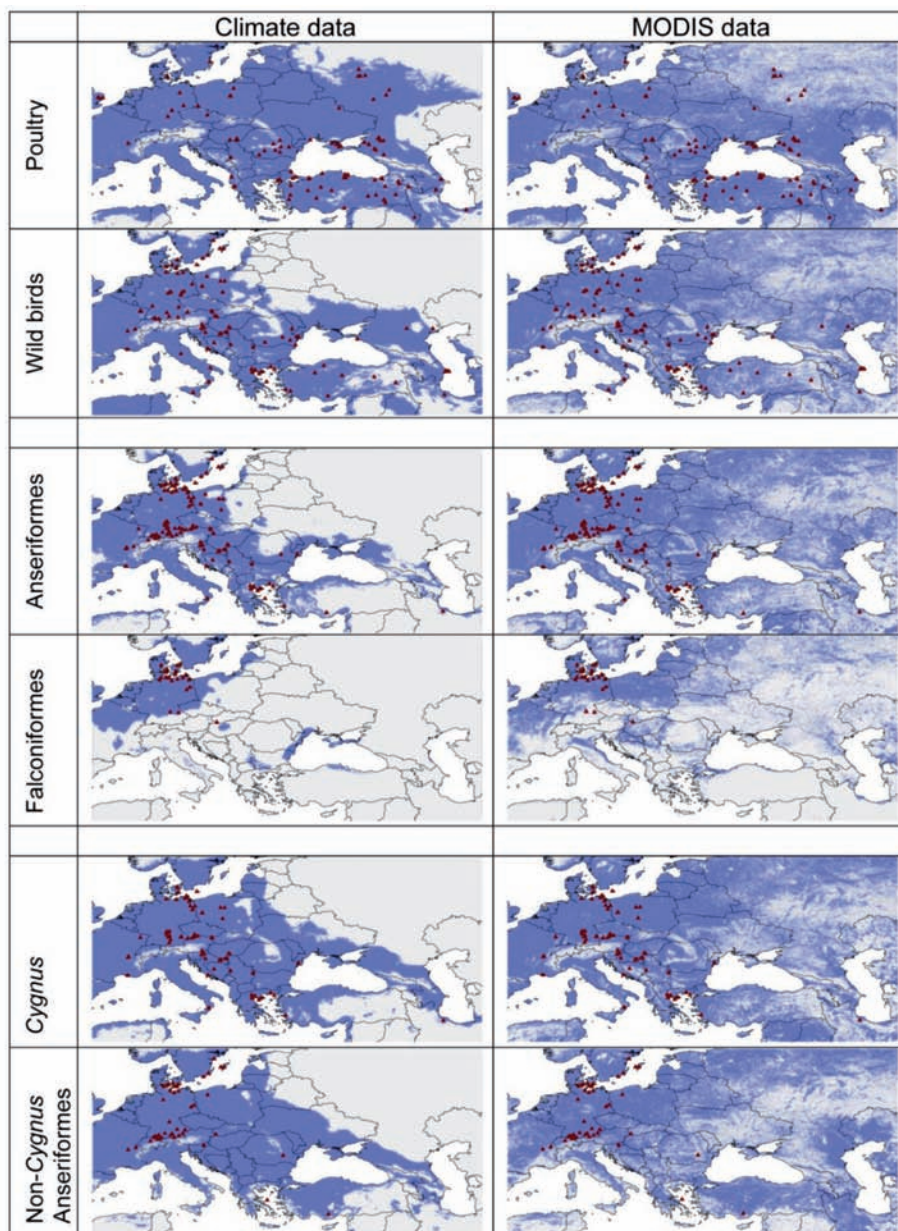 Climate data
MODIS data
Poultry
Wild birds
Anseriformes
Falconiformes
Cygnus
Non-Cygnus
Anseriformes